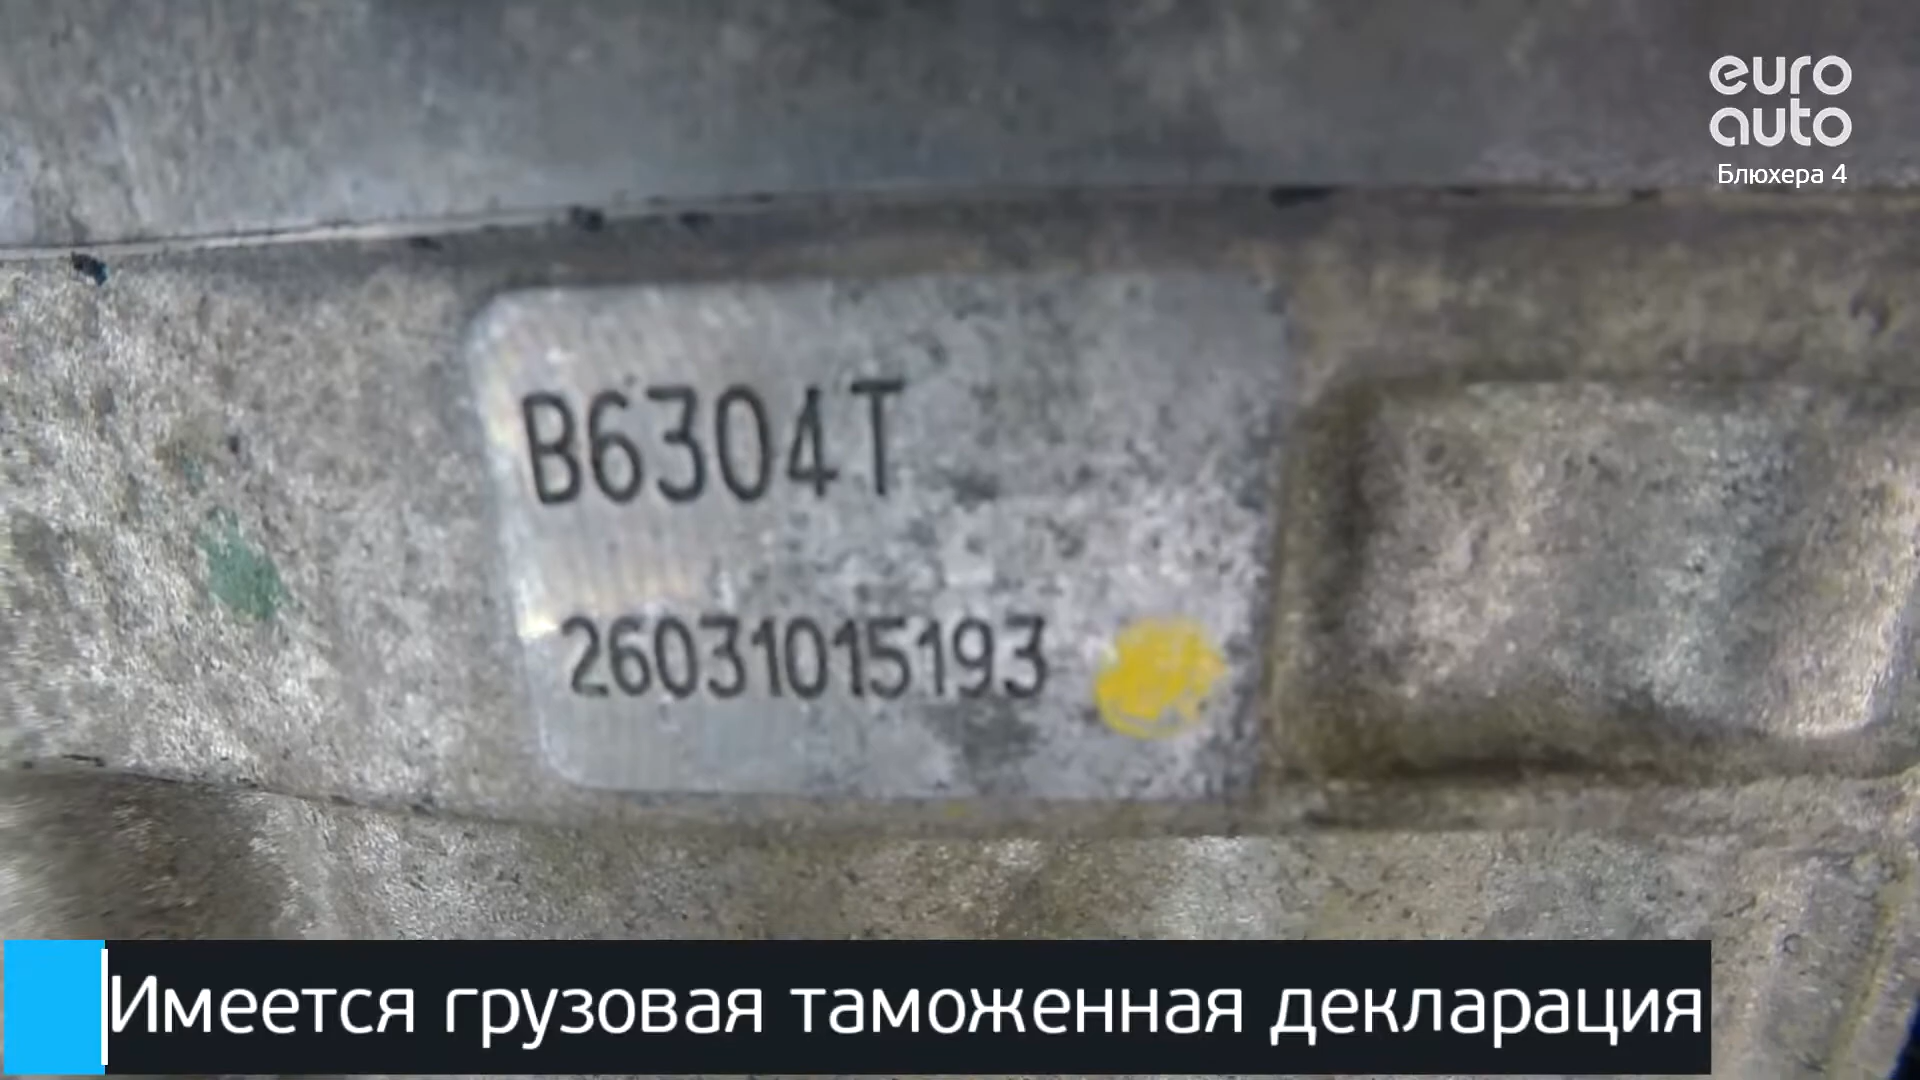 euro
auto
Блюхера 4
B6304T
26031015193
Имеется грузовая таможенная декларация